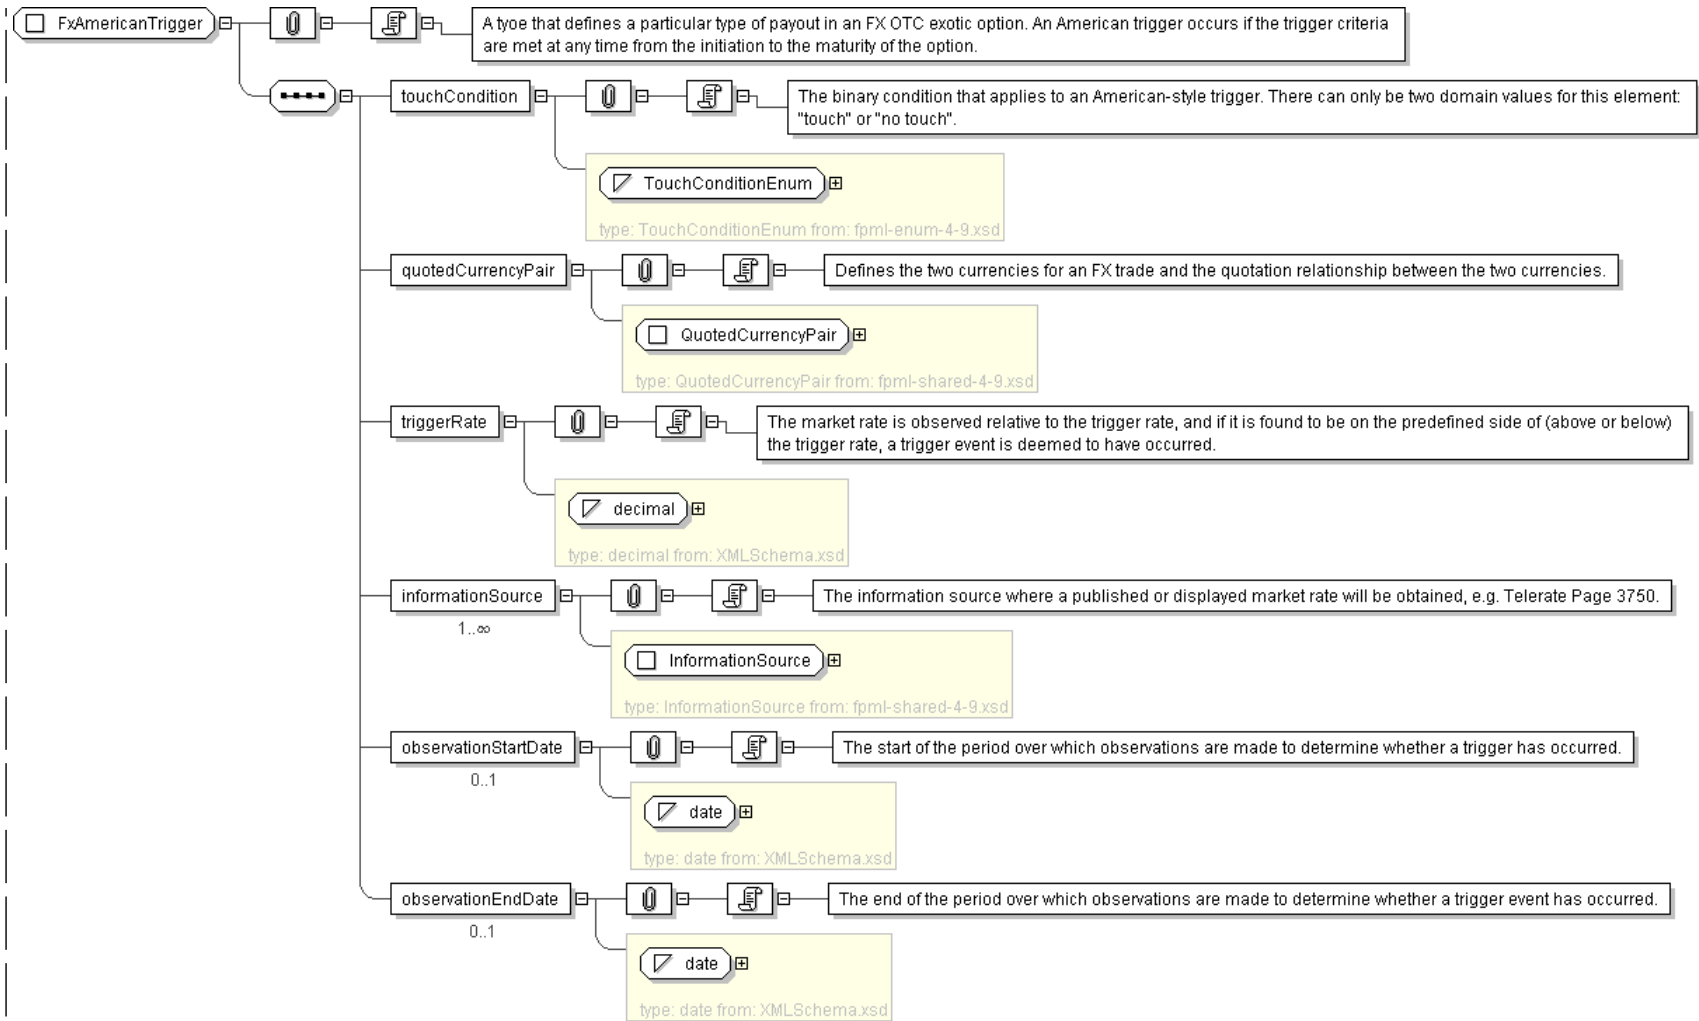 FxAmericanTrigger
A tyoe that defines a particular type of payout in an FX OTC exotic option. An American trigger occurs if the trigger criteria
are met at any time from the initiation to the maturity of the option.
touchCondition
The binary condition that applies to an American-style trigger. There can only be two domain values for this element:
"touch" or "no touch".
TouchConditionEnum
type: TouchConditionEnum from: fpml-enum-4-9.xsd
quotedCurrencyPair
Defines the two currencies for an FX trade and the quotation relationship between the two currencies.
QuotedCurrencyPair
type: QuotedCurrencyPair from: fpml-shared-4-9.xsd
triggerRate
The market rate is observed relative to the trigger rate, and if it is found to be on the predefined side of (above or below)
the trigger rate, a trigger event is deemed to have occurred.
decimal
type: decimal from: XMLSchema.xsd
informationSource
The information source where a published or displayed market rate will be obtained, e.g. Telerate Page 3750.
1..∞
InformationSource
type: InformationSource from: fpml-shared-4-9.xsd
observationStartDate
The start of the period over which observations are made to determine whether a trigger has occurred.
0..1
date
type: date from: XMLSchema.xsd
observationEndDate
The end of the period over which observations are made to determine whether a trigger event has occurred.
0..1
date
type: date from: XMLSchema.xsd